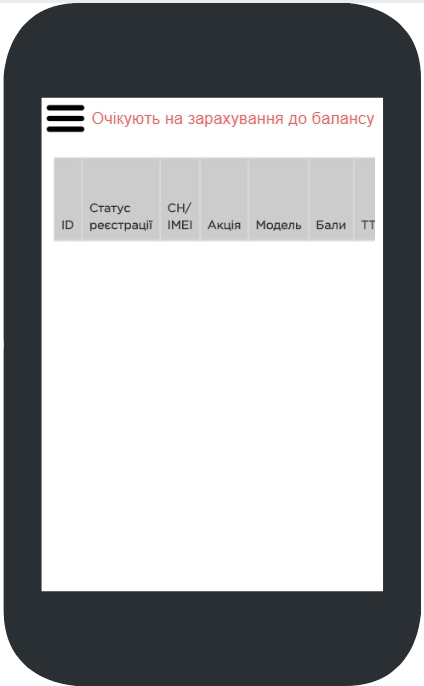 Очікують на зарахування до балансу
ID
Статус
реєстрації
СН/
IMEI
Акція
Модель
Бали
ТТ